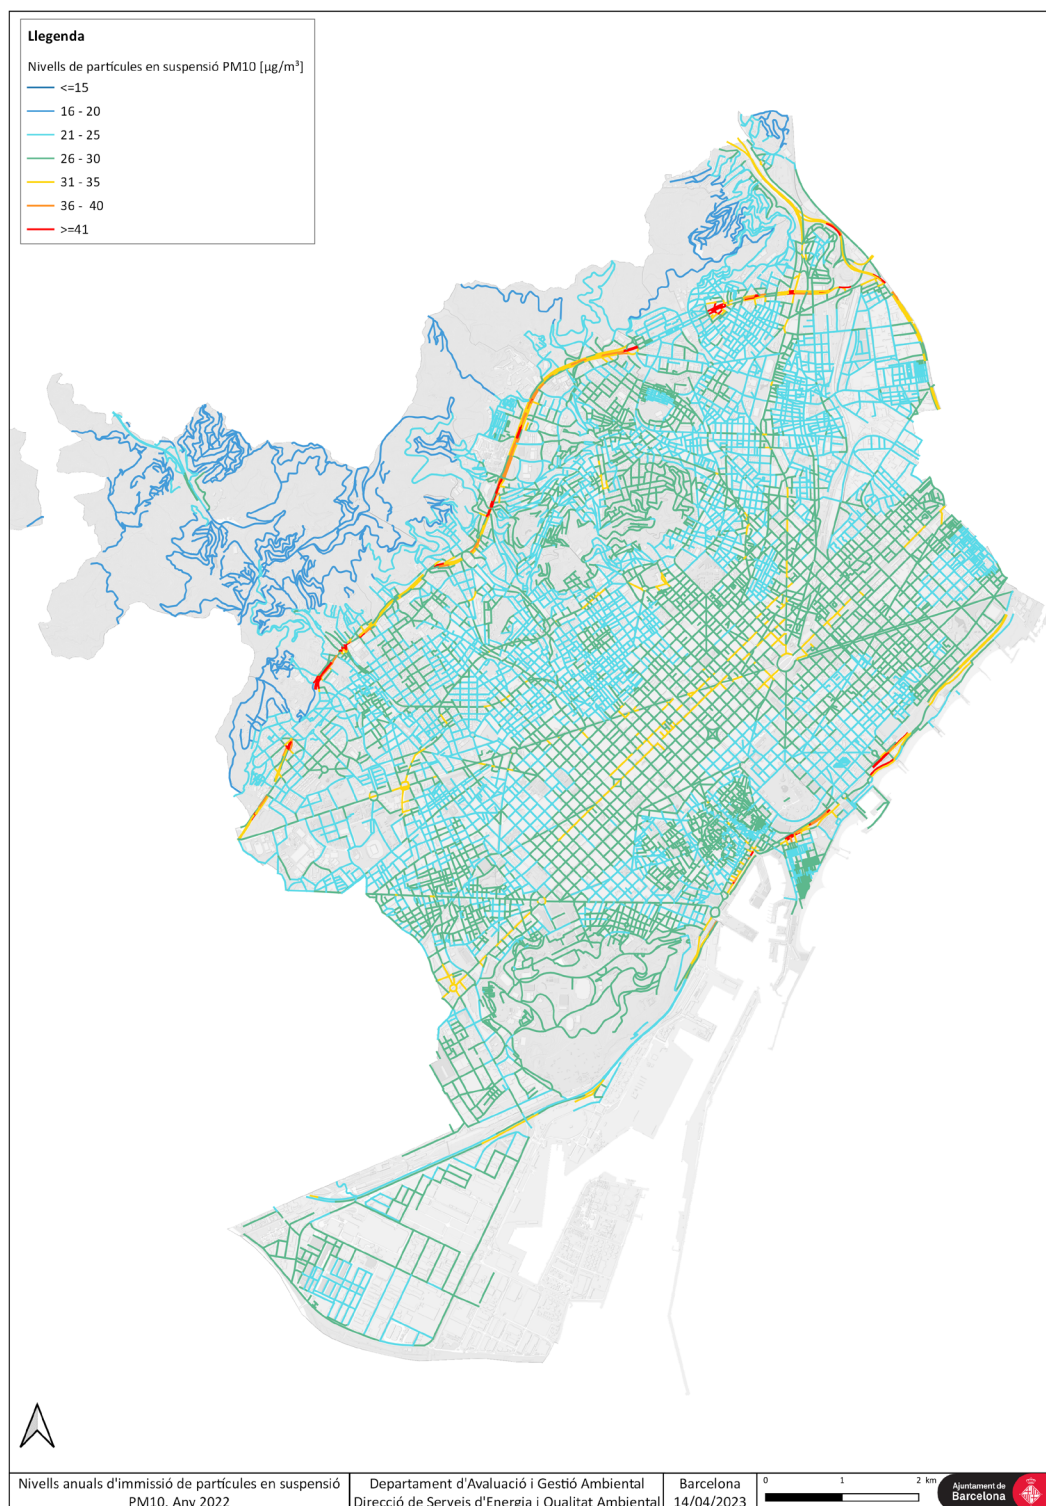 Llegenda
Nivells de partícules en suspensió PM10 [µg/m³]
<=15
16 - 20
21 - 25
26 - 30
31 - 35
36 - 40
>=41
Nivells anuals d'immissió de partícules en suspensió
PM10. Any 2022
Departament d'Avaluació i Gestió Ambiental
Direcció de Serveis d'Energia i Qualitat Ambiental
Barcelona
14/04/2023
0 1 2 km
Ajuntament de
Barcelona